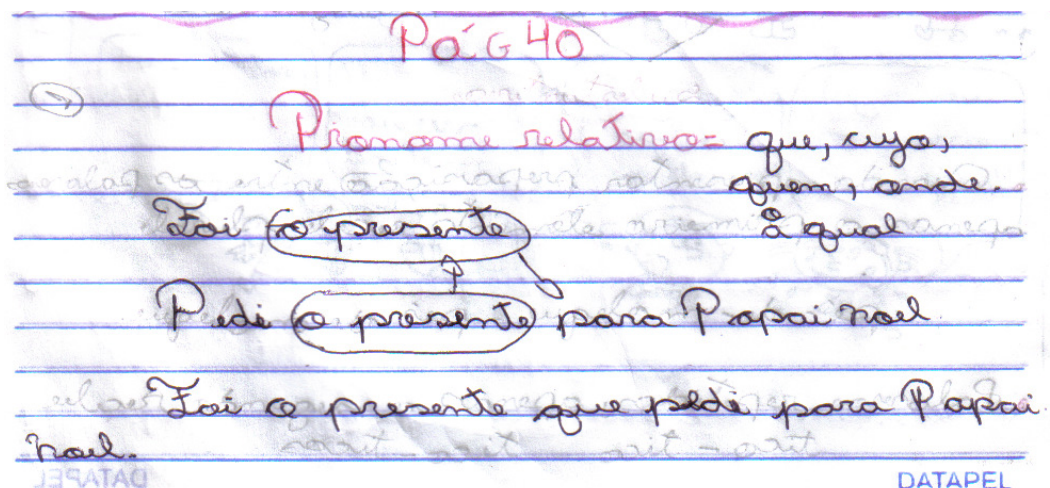 Pág 40
Pronome relativo = que, cujo,
quem, onde.
Foi o presente
o qual
Pedi o presente para Papai noel.
Foi o presente que pedi para Papai
noel.
DATAPEL